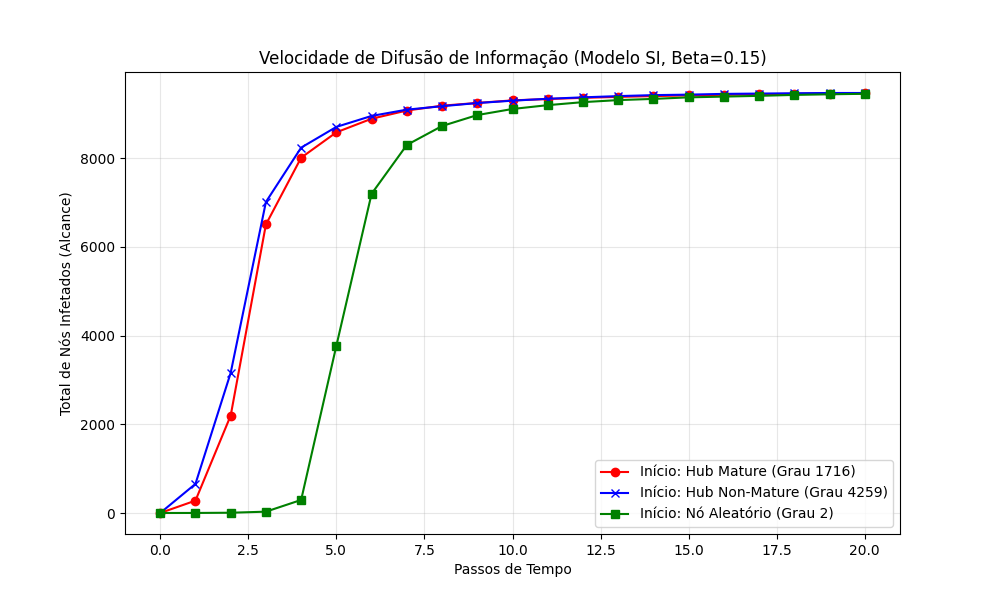 Velocidade de Difusão de Informação (Modelo SI, Beta=0.15)
Total de Nós Infetados (Alcance)
8000
6000
4000
2000
0
Início: Hub Mature (Grau 1716)
Início: Hub Non-Mature (Grau 4259)
Início: Nó Aleatório (Grau 2)
0.0 2.5 5.0 7.5 10.0 12.5 15.0 17.5 20.0
Passos de Tempo